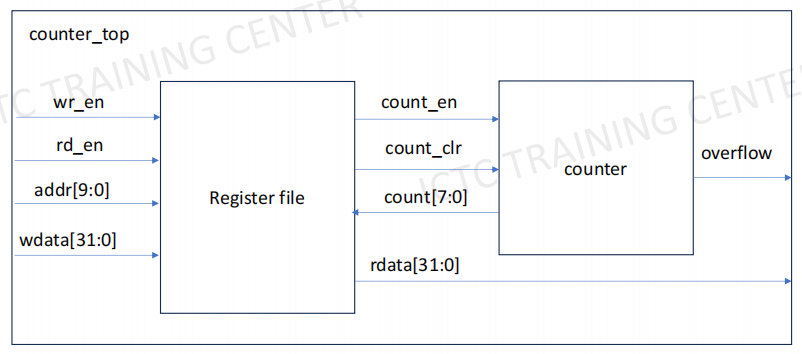 counter_top
ICTC TRAINING CENTER
wr_en
rd_en
addr[9:0]
wdata[31:0]
Register file
count_en
count_clr
count[7:0]
rdata[31:0]
ICTC TRAINING CENTER
counter
overflow